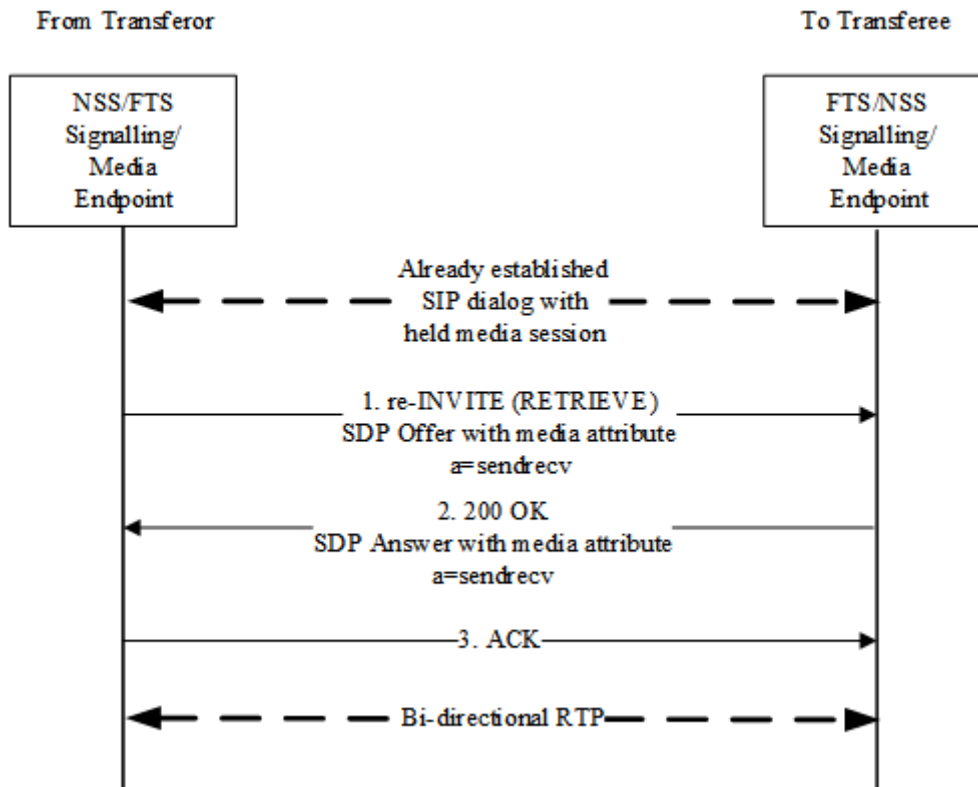 From Transferor
To Transferee
NSS/FTS
Signalling/
Media
Endpoint
FTS/NSS
Signalling/
Media
Endpoint
Already established
SIP dialog with
held media session
1. re-INVITE (RETRIEVE)
SDP Offer with media attribute
a=sendrecv
2. 200 OK
SDP Answer with media attribute
a=sendrecv
3. ACK
Bi-directional RTP